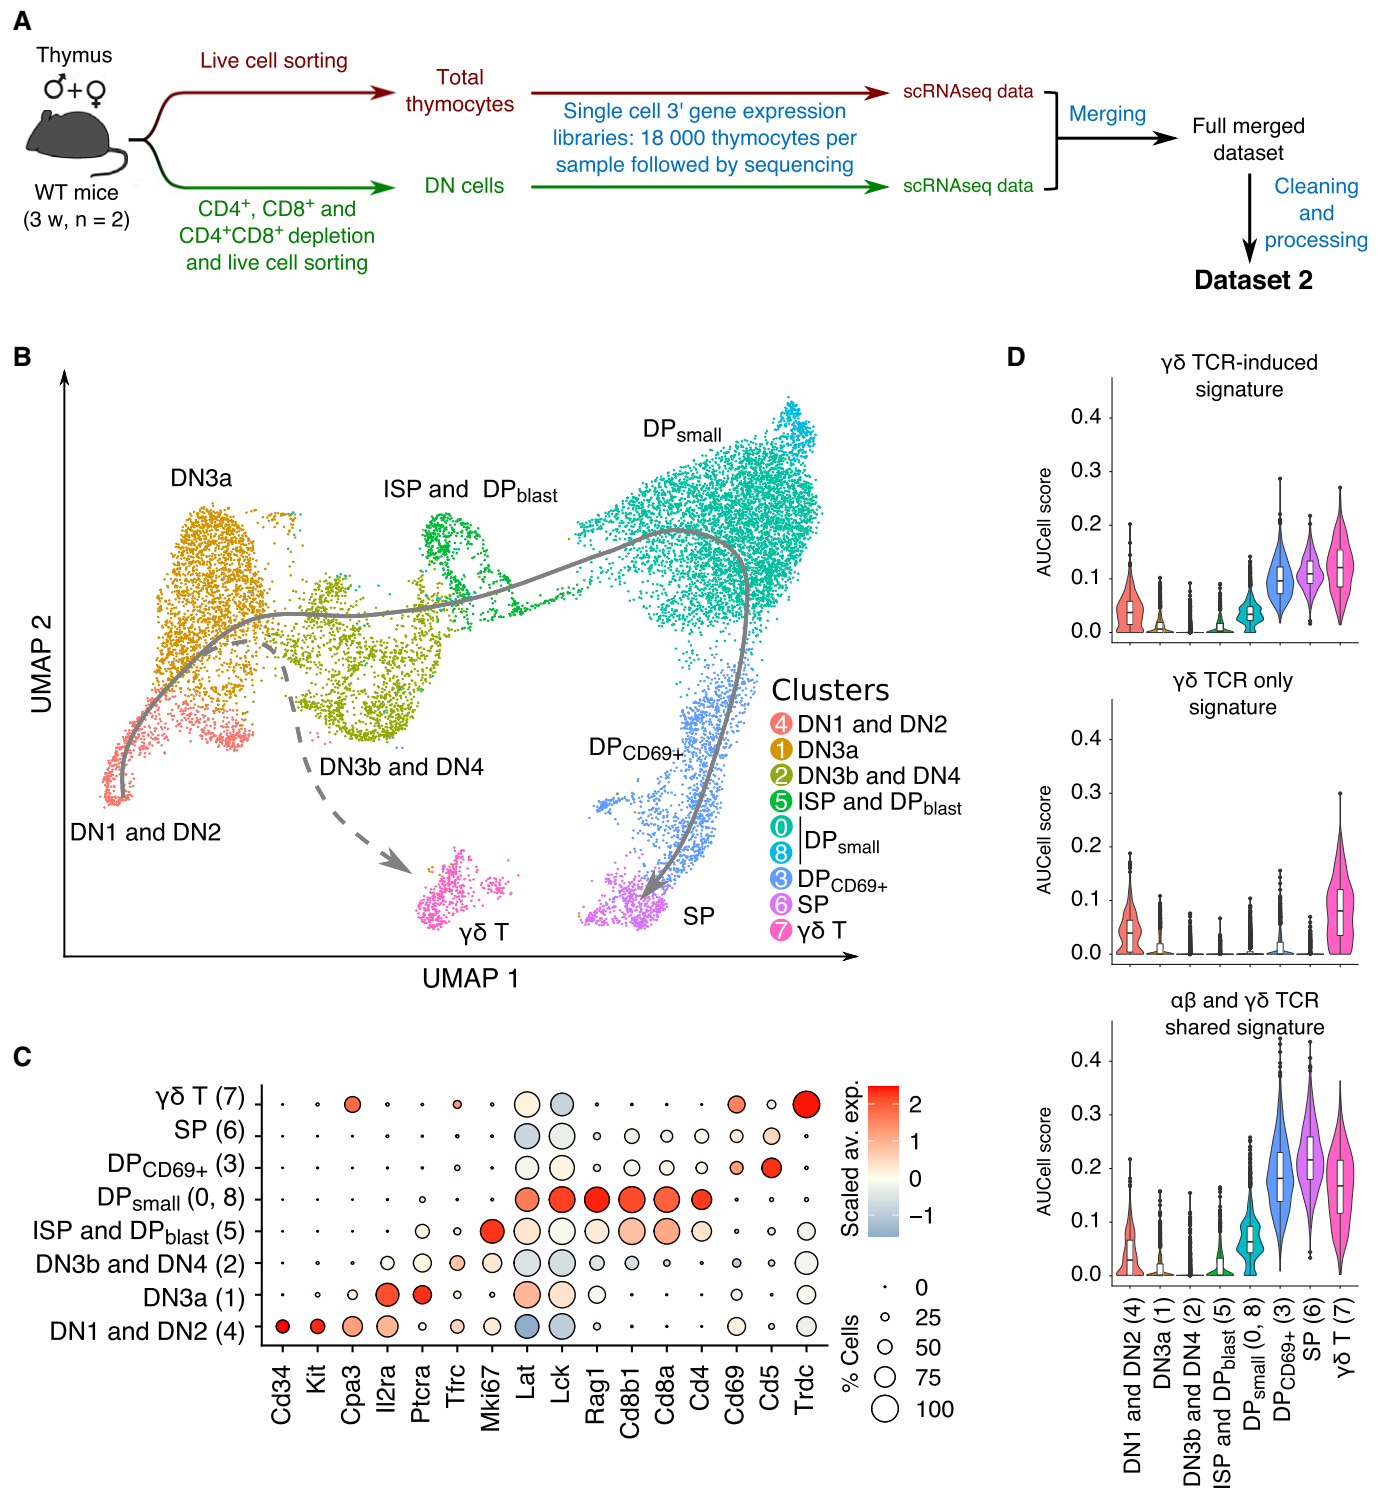 A
Thymus
♂+♀
WT mice
(3 w, n = 2)
Live cell sorting
Total
thymocytes
CD4+, CD8+ and
CD4+CD8+ depletion
and live cell sorting
DN cells
Single cell 3' gene expression
libraries: 18 000 thymocytes per
sample followed by sequencing
scRNAseq data
scRNAseq data
Merging
Full merged
dataset
Cleaning
and
processing
Dataset 2
B
UMAP 2
UMAP 1
DN3a
ISP and DPblast
DPsmall
DN3b and DN4
DN1 and DN2
DPCD69+
γδ T
SP
Clusters
4 DN1 and DN2
1 DN3a
2 DN3b and DN4
5 ISP and DPblast
0
8
DPsmall
3 DPCD69+
6 SP
7 γδ T
C
γδ T (7)
SP (6)
DPCD69+ (3)
DPsmall (0, 8)
ISP and DPblast (5)
DN3b and DN4 (2)
DN3a (1)
DN1 and DN2 (4)
Cd34
Kit
Cpa3
Il2ra
Ptcra
Tfrc
Mki67
Lat
Lck
Rag1
Cd8b1
Cd8a
Cd4
Cd69
Cd5
Trdc
Scaled av. exp.
2
1
0
−1
% Cells
0
25
50
75
100
D
γδ TCR-induced
signature
AUCell score
0.4
0.3
0.2
0.1
0.0
γδ TCR only
signature
AUCell score
0.4
0.3
0.2
0.1
0.0
αβ and γδ TCR
shared signature
AUCell score
0.4
0.3
0.2
0.1
0.0
DN1 and DN2 (4)
DN3a (1)
DN3b and DN4 (2)
ISP and DPblast (5)
DPsmall (0, 8)
DPCD69+ (3)
SP (6)
γδ T (7)